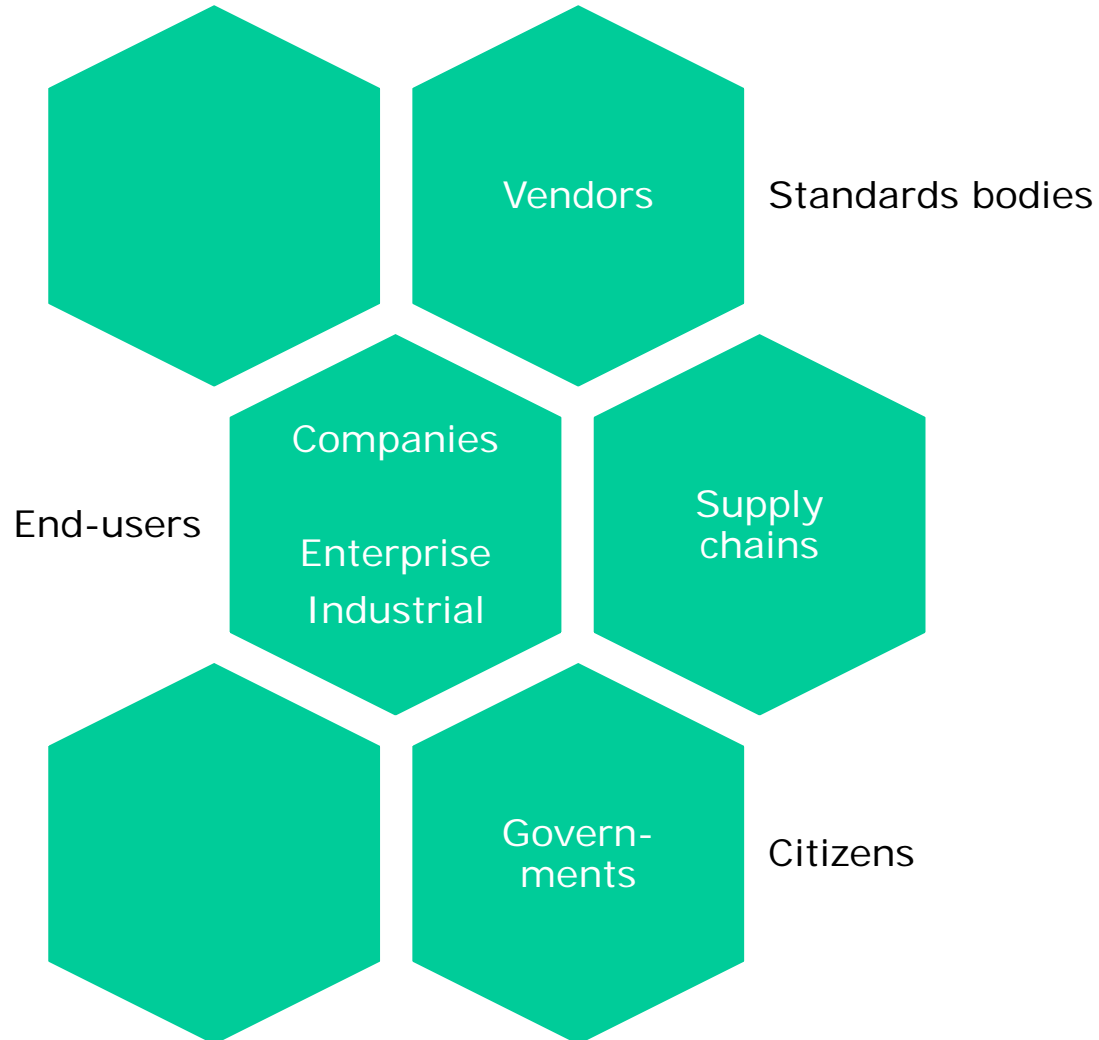 Vendors
Standards bodies
Companies
Enterprise
Industrial
End-users
Supply
chains
Govern-
ments
Citizens